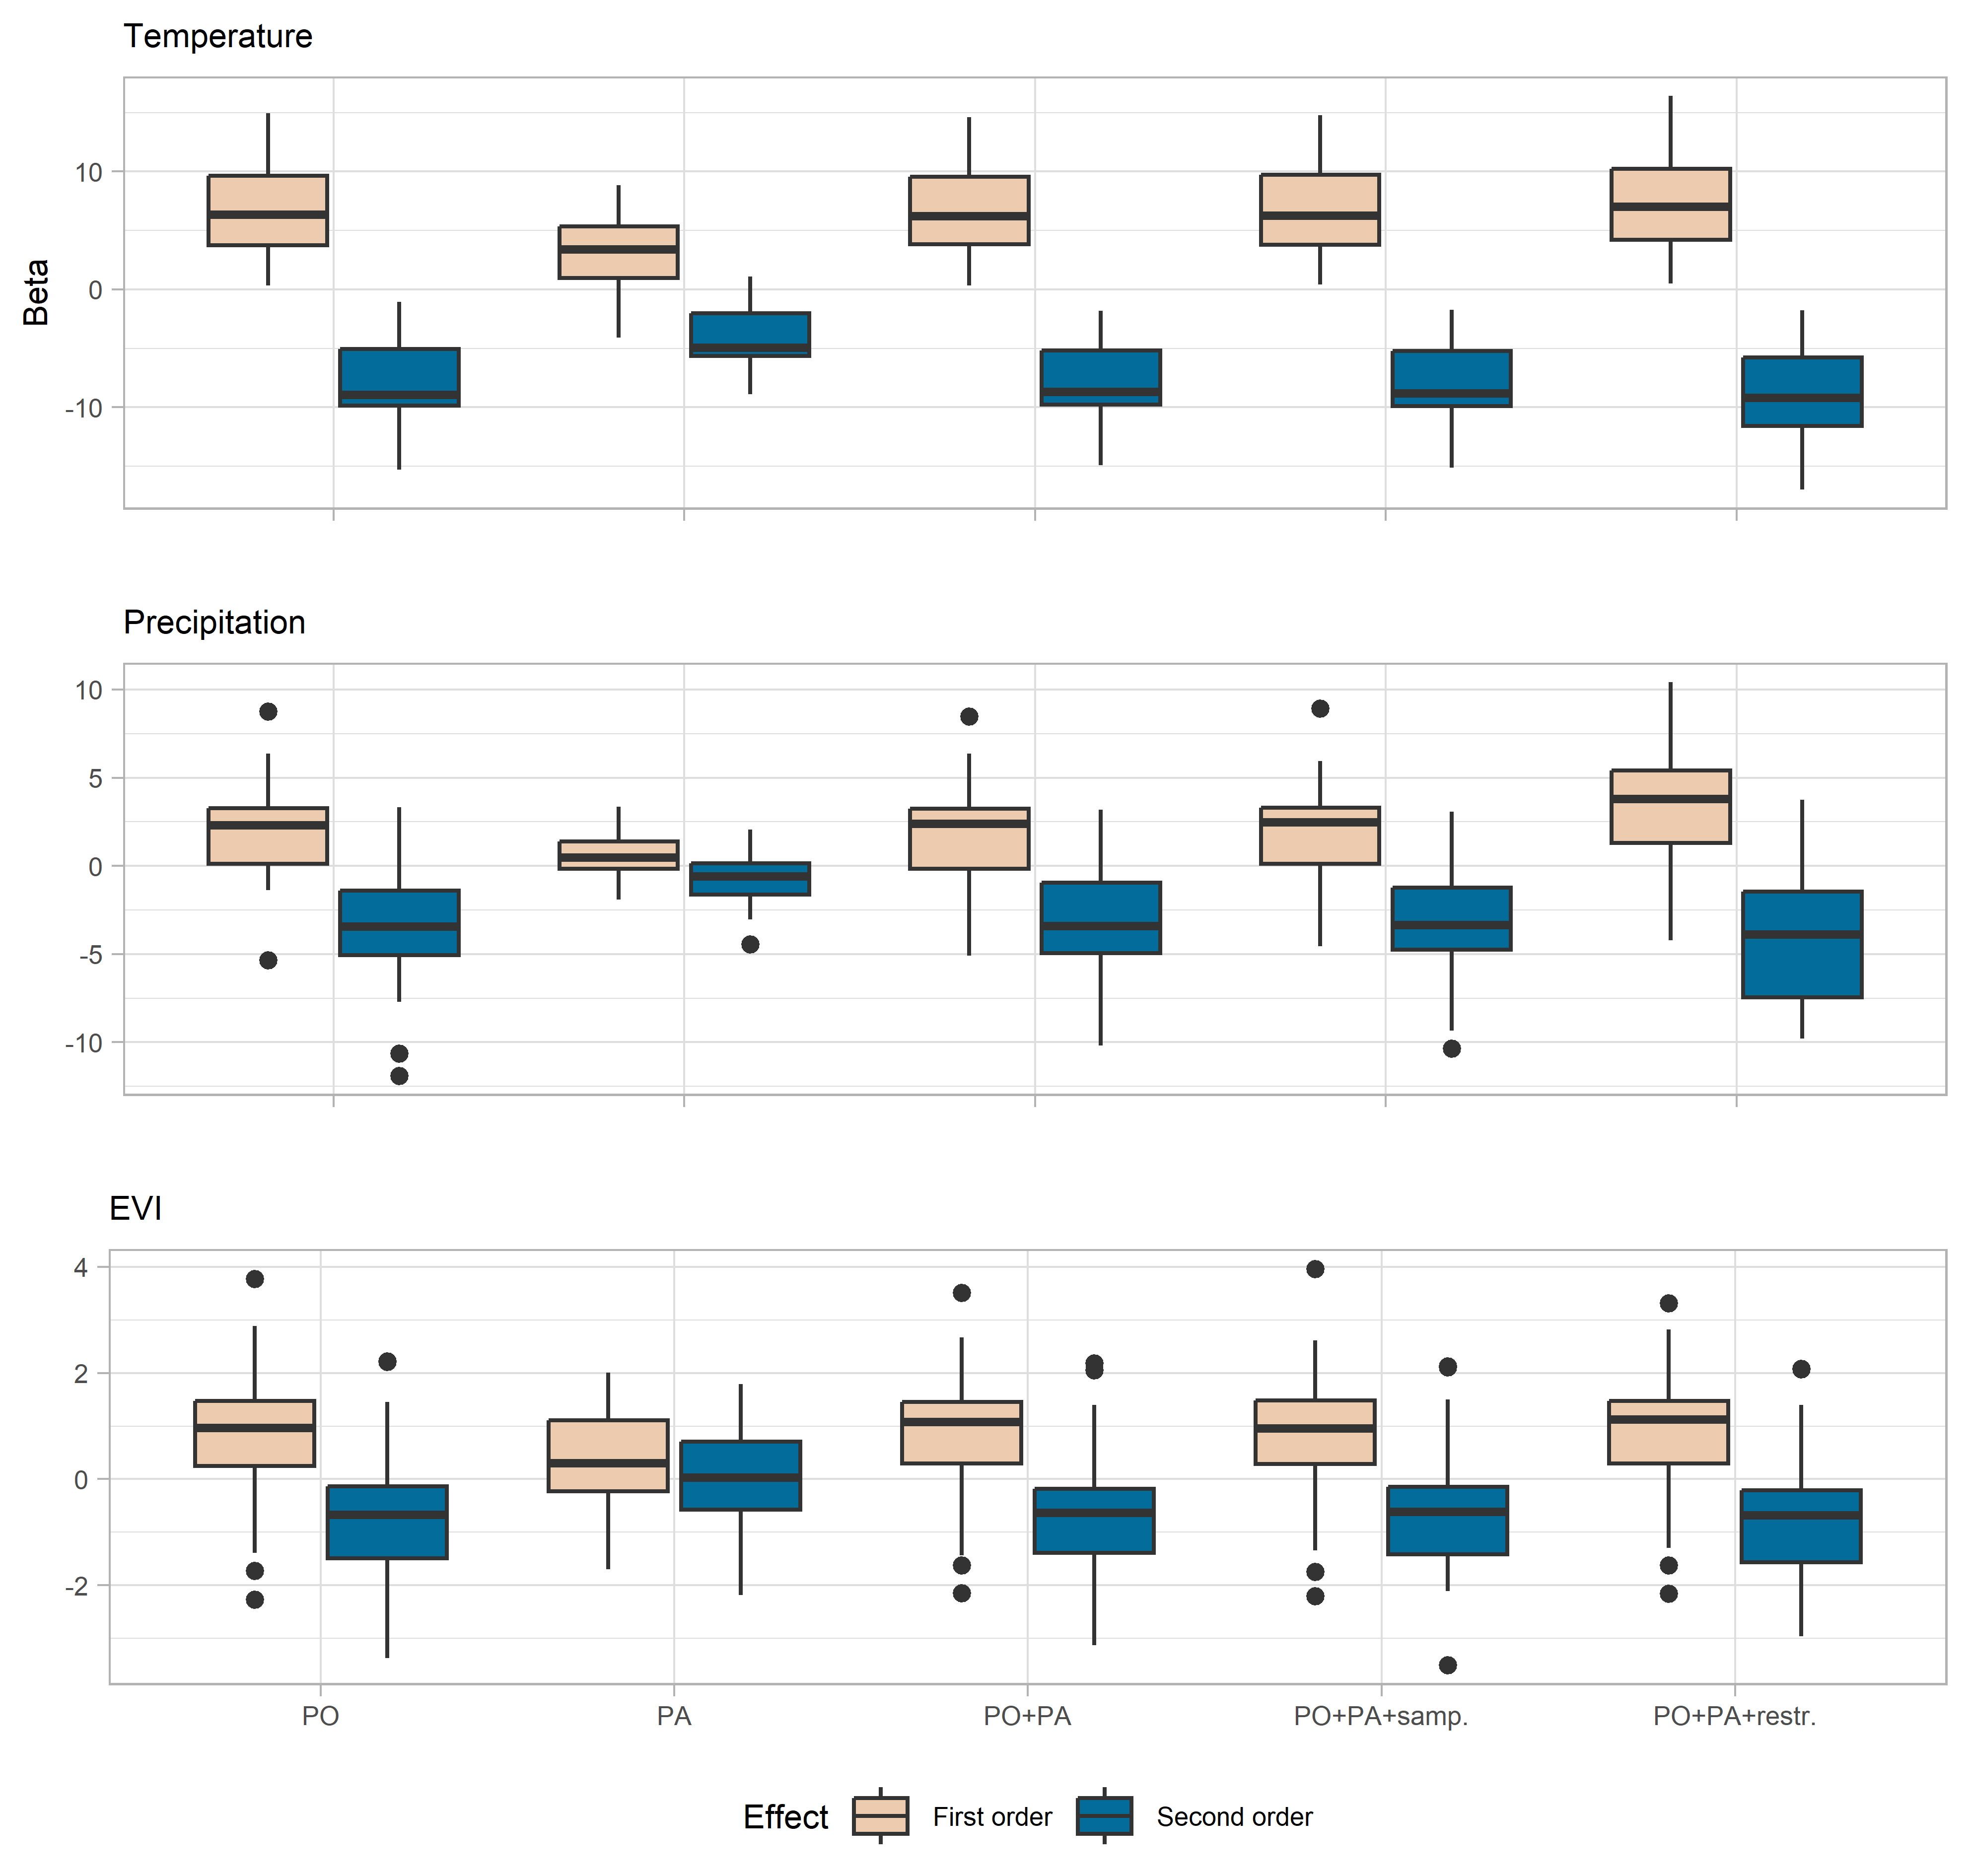 Temperature
Beta
10
0
-10
Precipitation
10
5
0
-5
-10
EVI
4
2
0
-2
PO PA PO+PA PO+PA+samp. PO+PA+restr.
Effect First order Second order